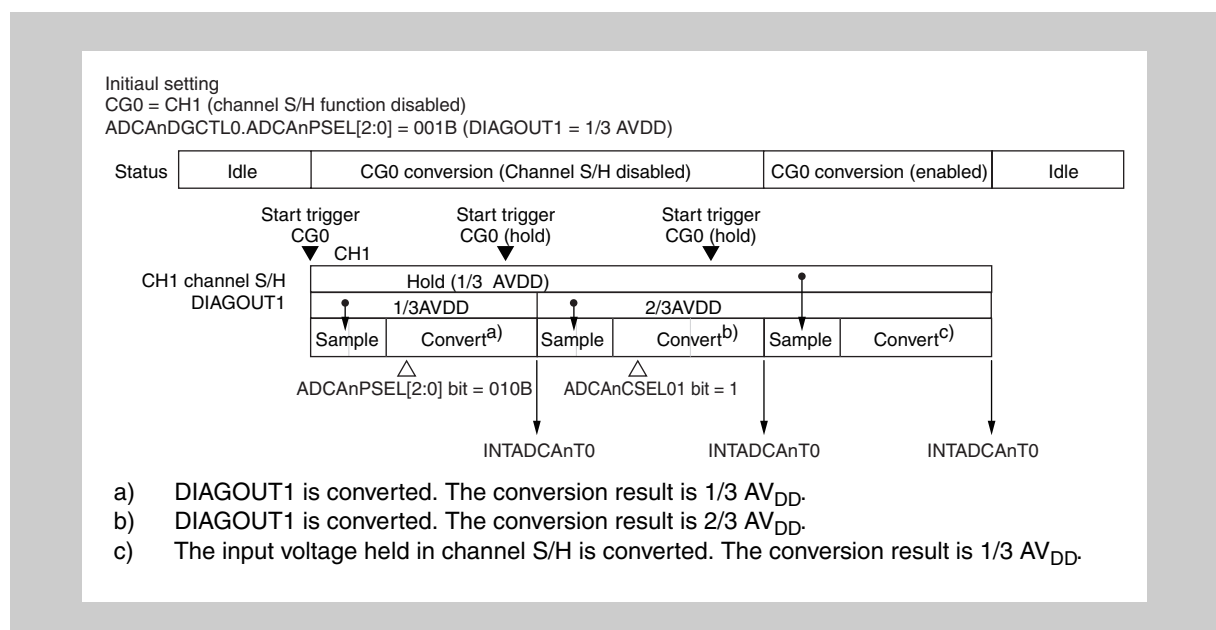 Initiaul setting
CG0 = CH1 (channel S/H function disabled)
ADCAnDGCTL0.ADCAnPSEL[2:0] = 001B (DIAGOUT1 = 1/3 AVDD)
Status Idle CG0 conversion (Channel S/H disabled) CG0 conversion (enabled) Idle
Start trigger Start trigger Start trigger
CG0 CG0 (hold) CG0 (hold)
CH1
CH1 channel S/H Hold (1/3 AVDD)
DIAGOUT1 1/3AVDD 2/3AVDD
Sample Convert a) Sample Convert b) Sample Convert c)
ADCAnPSEL[2:0] bit = 010B ADCAnCSEL01 bit = 1
INTADCAnT0 INTADCAnT0 INTADCAnT0
a) DIAGOUT1 is converted. The conversion result is 1/3 AVDD.
b) DIAGOUT1 is converted. The conversion result is 2/3 AVDD.
c) The input voltage held in channel S/H is converted. The conversion result is 1/3 AVDD.